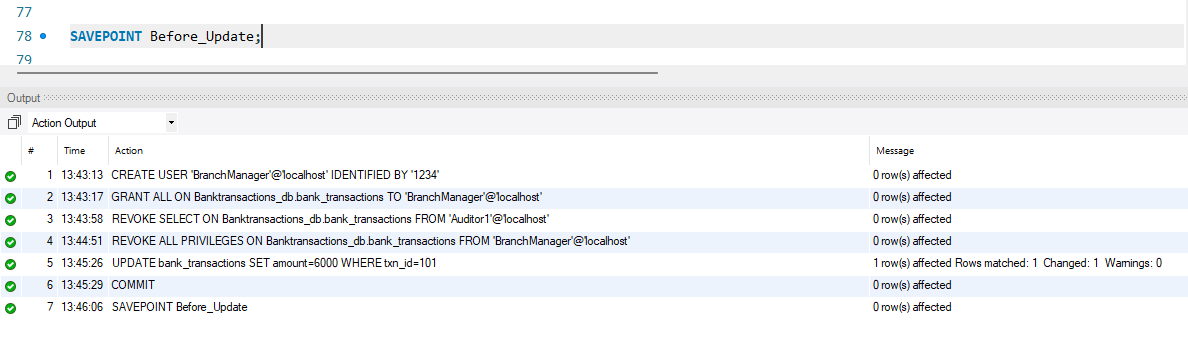 77
78 SAVEPOINT Before_Update;
79
Output
Action Output
# Time Action Message
1 13:43:13 CREATE USER 'BranchManager'@'localhost' IDENTIFIED BY '1234' 0 row(s) affected
2 13:43:17 GRANT ALL ON Banktransactions_db.bank_transactions TO 'BranchManager'@'localhost' 0 row(s) affected
3 13:43:58 REVOKE SELECT ON Banktransactions_db.bank_transactions FROM 'Auditor1'@'localhost' 0 row(s) affected
4 13:44:51 REVOKE ALL PRIVILEGES ON Banktransactions_db.bank_transactions FROM 'BranchManager'@'localhost' 0 row(s) affected
5 13:45:26 UPDATE bank_transactions SET amount=6000 WHERE txn_id=101 1 row(s) affected Rows matched: 1 Changed: 1 Warnings: 0
6 13:45:29 COMMIT 0 row(s) affected
7 13:46:06 SAVEPOINT Before_Update 0 row(s) affected